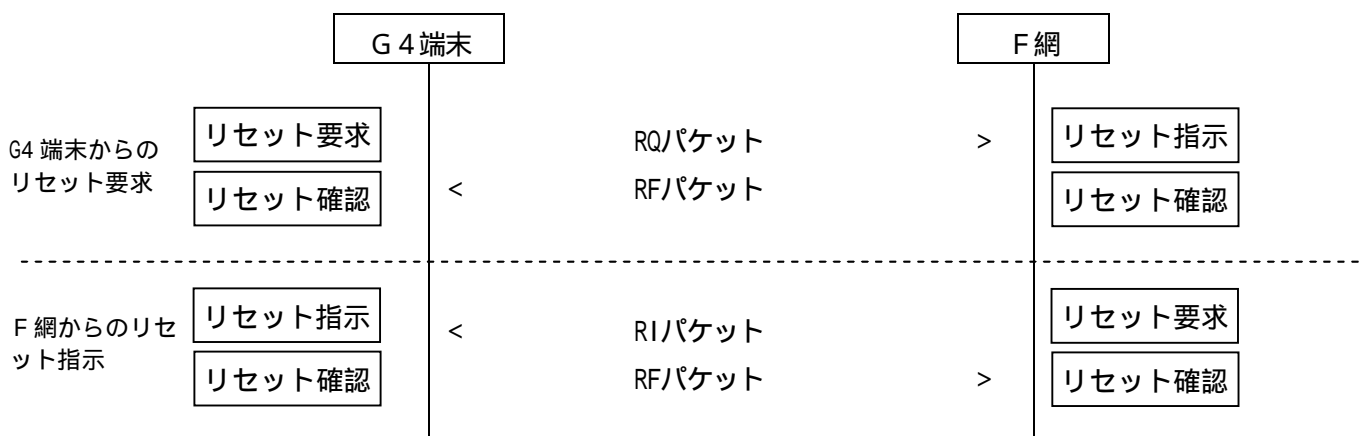 G4端末
F網
G4 端末からの
リセット要求
リセット要求
RQパケット
>
リセット指示
リセット確認
<
RFパケット
リセット確認
F網からのリセ
ット指示
リセット指示
<
RIパケット
リセット要求
リセット確認
RFパケット
>
リセット確認